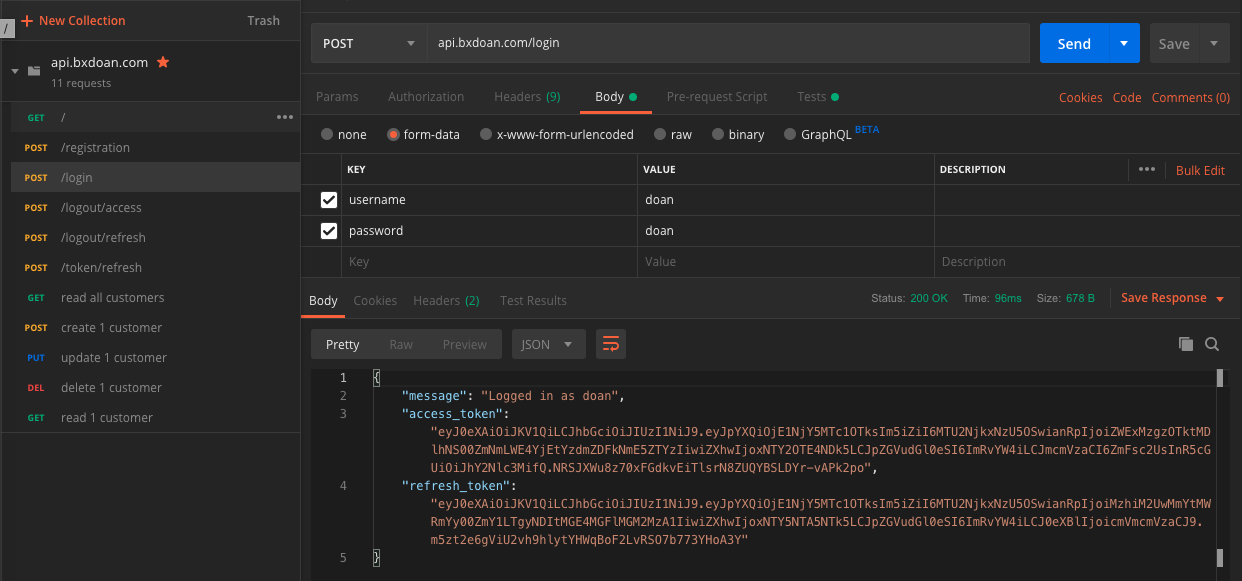 + New Collection
Trash
/
api.bxdoan.com
11 requests
GET /
POST /registration
POST /login
POST /logout/access
POST /logout/refresh
POST /token/refresh
GET read all customers
POST create 1 customer
PUT update 1 customer
DEL delete 1 customer
GET read 1 customer
POST api.bxdoan.com/login Send Save
Params Authorization Headers (9) Body Pre-request Script Tests Cookies Code Comments (0)
none form-data x-www-form-urlencoded raw binary GraphQL BETA
KEY VALUE DESCRIPTION ••• Bulk Edit
username doan
password doan
Key Value Description
Body Cookies Headers (2) Test Results Status: 200 OK Time: 96ms Size: 678 B Save Response
Pretty Raw Preview JSON
1 {
2 "message": "Logged in as doan",
3 "access_token":
"eyJ0eXAiOiJKV1QiLCJhbGciOiJIUzI1NiJ9.eyJpYXQiOjE1NjY5MTc1OTksIm5iZiI6MTU2NjkxNzU5OSwianRpIjoiZWExMzgzOTktMD
lhNS00ZmNmLWE4YjEtYzdmZDFkNmE5ZTYzIiwiZXhwIjoxNTY2OTE4NDk5LCJpZGVudGl0eSI6ImRvYW4iLCJmcmVzaCI6ZmFsc2UsInR5cG
UiOiJhY2Nlc3MifQ.NRSJXWu8z70xFGdkvEiTlsrN8ZUQYBSLDYr-vAPk2po",
4 "refresh_token":
"eyJ0eXAiOiJKV1QiLCJhbGciOiJIUzI1NiJ9.eyJpYXQiOjE1NjY5MTc1OTksIm5iZiI6MTU2NjkxNzU5OSwianRpIjoiMzhiM2UwMmYtMW
RmYy00ZmY1LTgyNDItMGE4MGFlMGM2MzA1IiwiZXhwIjoxNTY5NTA5NTk5LCJpZGVudGl0eSI6ImRvYW4iLCJ0eXBlIjoicmVmcmVzaCJ9.
m5zt2e6gViU2vh9hlytYHWqBoF2LvRSO7b773YHoA3Y"
5 }